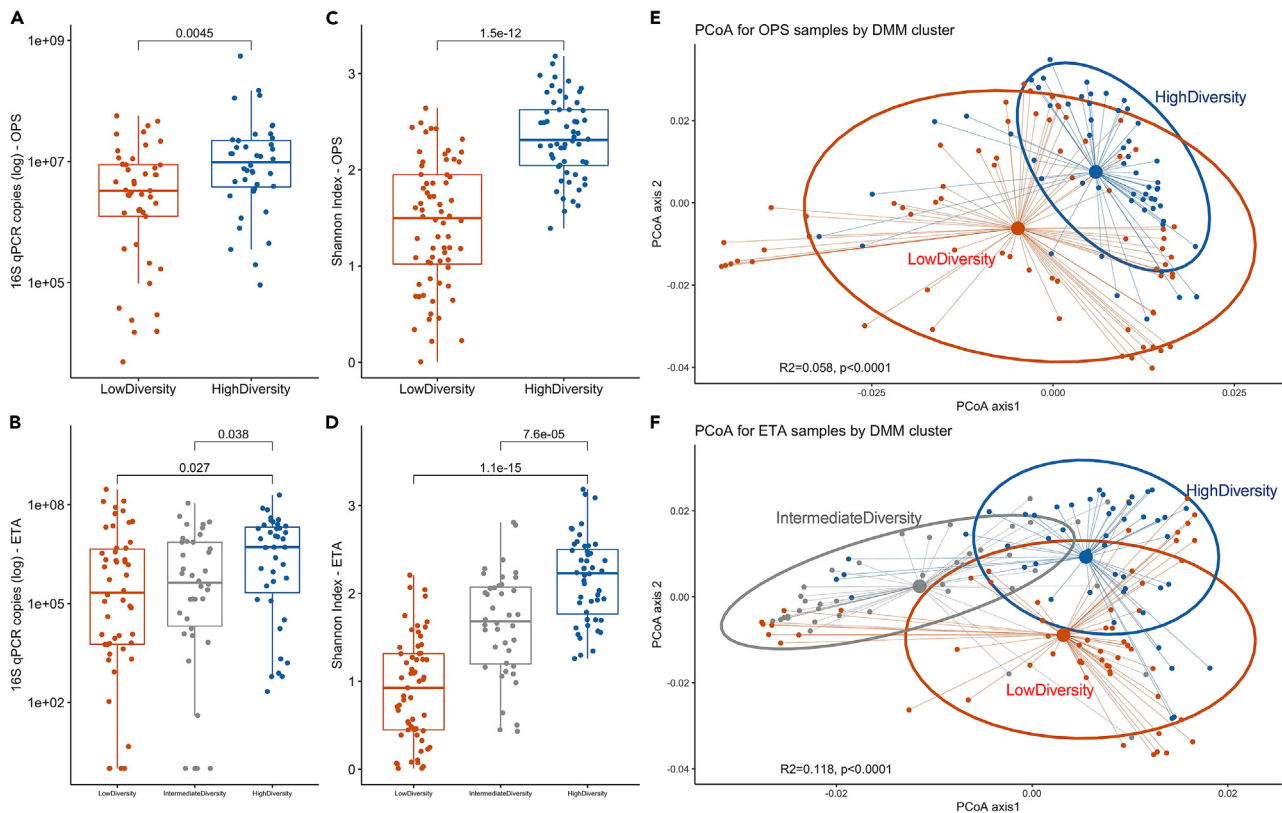 A
16S qPCR copies (log) - OPS
1e+09
1e+07
1e+05
0.0045
LowDiversity
HighDiversity
C
Shannon Index - OPS
3
2
1
0
1.5e-12
LowDiversity
HighDiversity
E
PCoA for OPS samples by DMM cluster
PCoA axis 2
0.02
0.00
-0.02
-0.04
HighDiversity
LowDiversity
R2=0.058, p<0.0001
-0.025
0.000
0.025
PCoA axis1
B
16S qPCR copies (log) - ETA
1e+08
1e+05
1e+02
0.038
0.027
LowDiversity
IntermediateDiversity
HighDiversity
D
Shannon Index - ETA
3
2
1
0
7.6e-05
1.1e-15
LowDiversity
IntermediateDiversity
HighDiversity
F
PCoA for ETA samples by DMM cluster
PCoA axis 2
0.02
0.00
-0.02
-0.04
HighDiversity
IntermediateDiversity
LowDiversity
R2=0.118, p<0.0001
-0.02
0.00
0.02
PCoA axis1